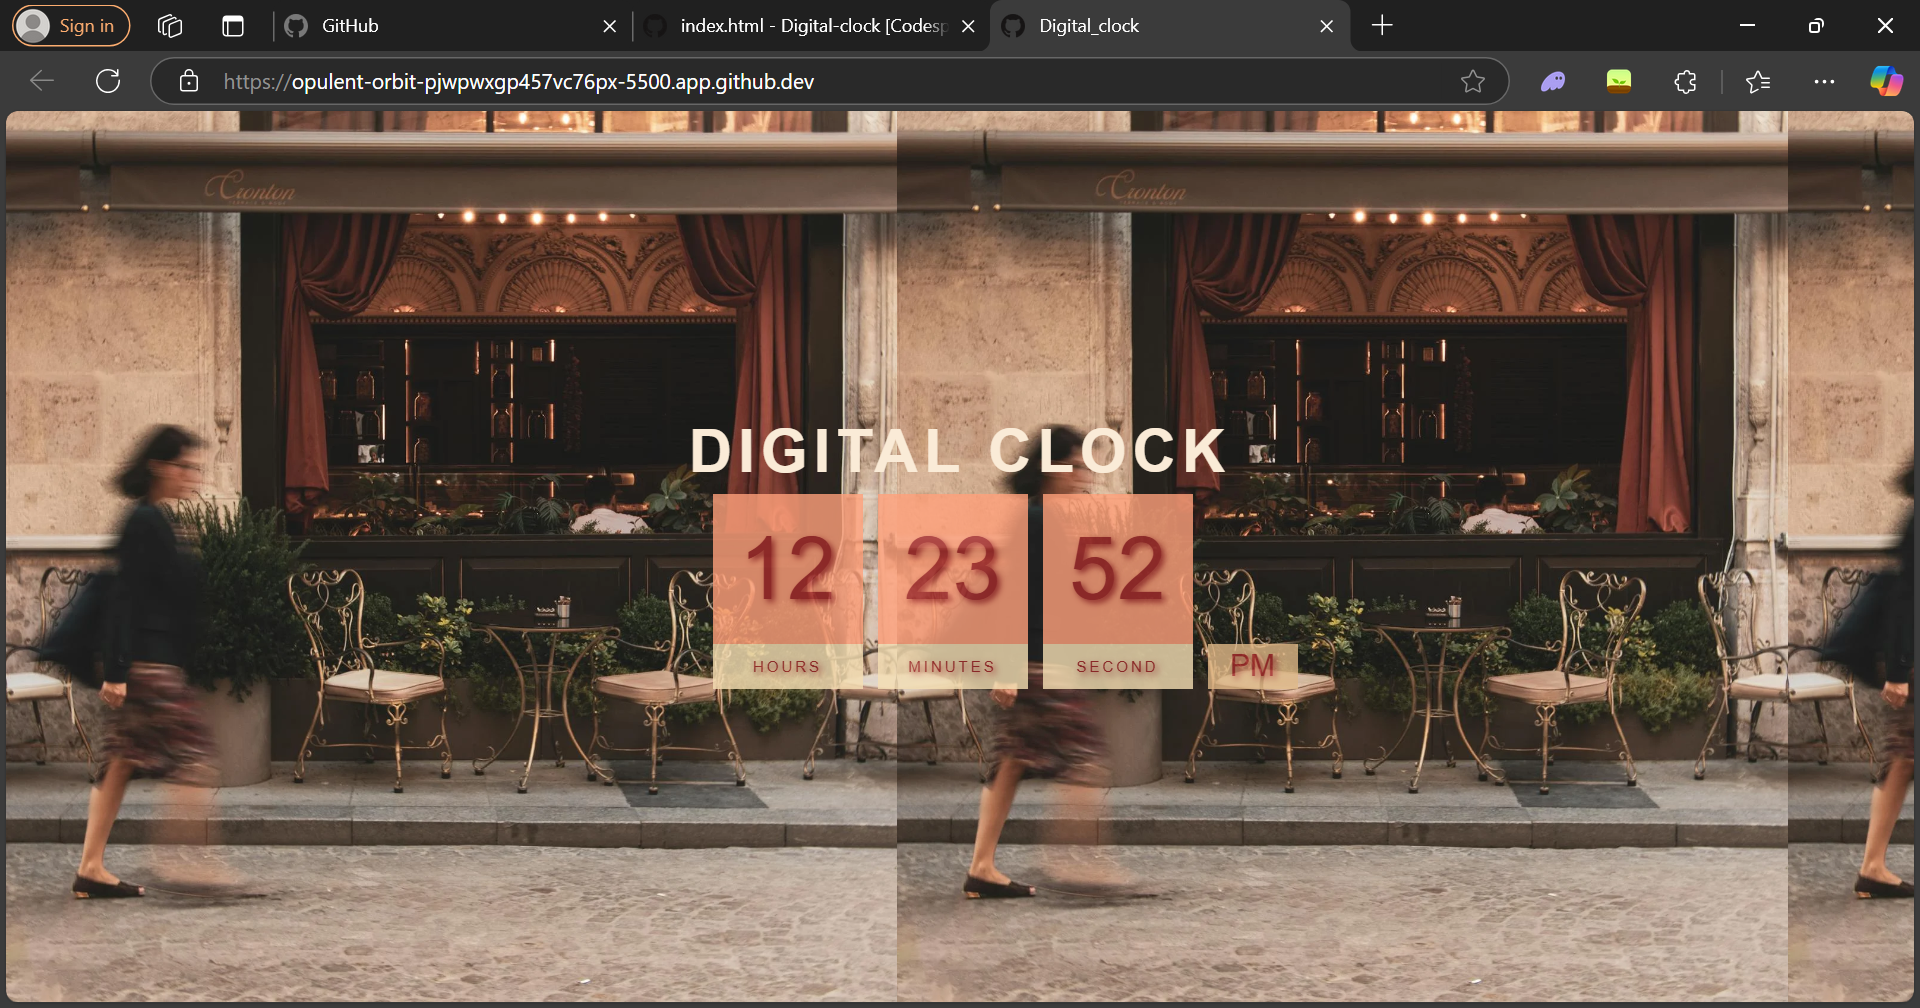 Sign in
GitHub
index.html - Digital-clock [Codesp
Digital_clock
https://opulent-orbit-pjwpwxgp457vc76px-5500.app.github.dev
Cronton
Cronton
DIGITAL CLOCK
12 23 52
HOURS MINUTES SECOND PM